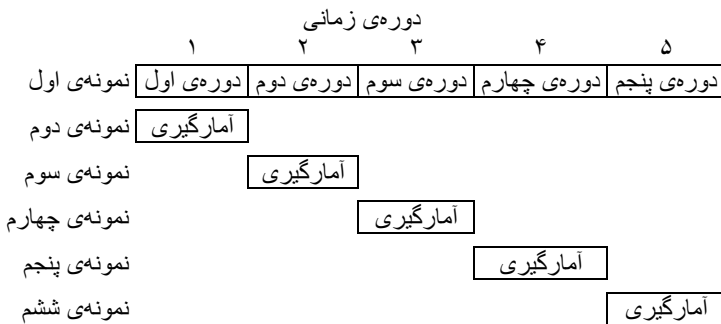 دوره‌ی زمانی
۱ ۲ ۳ ۴ ۵
نمونه‌ی اول دوره‌ی اول دوره‌ی دوم دوره‌ی سوم دوره‌ی چهارم دوره‌ی پنجم
نمونه‌ی دوم آمارگیری
نمونه‌ی سوم آمارگیری
نمونه‌ی چهارم آمارگیری
نمونه‌ی پنجم آمارگیری
نمونه‌ی ششم آمارگیری